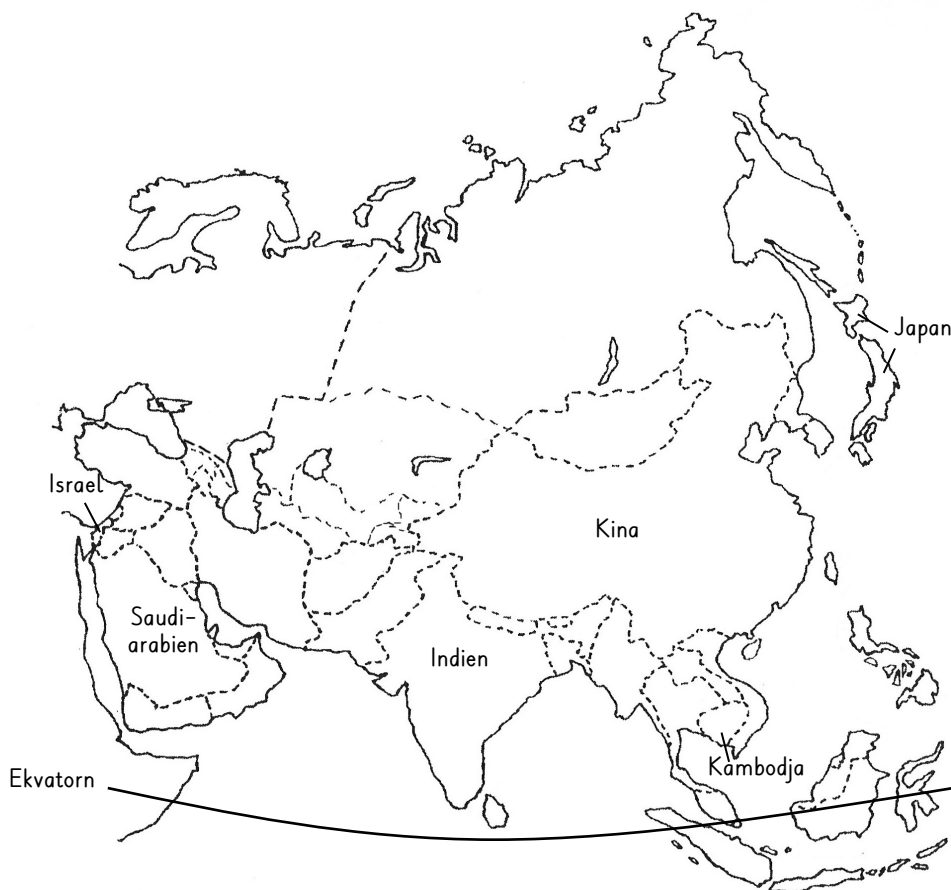 Japan
Israel
Kina
Saudi-
arabien
Indien
Kambodja
Ekvatorn